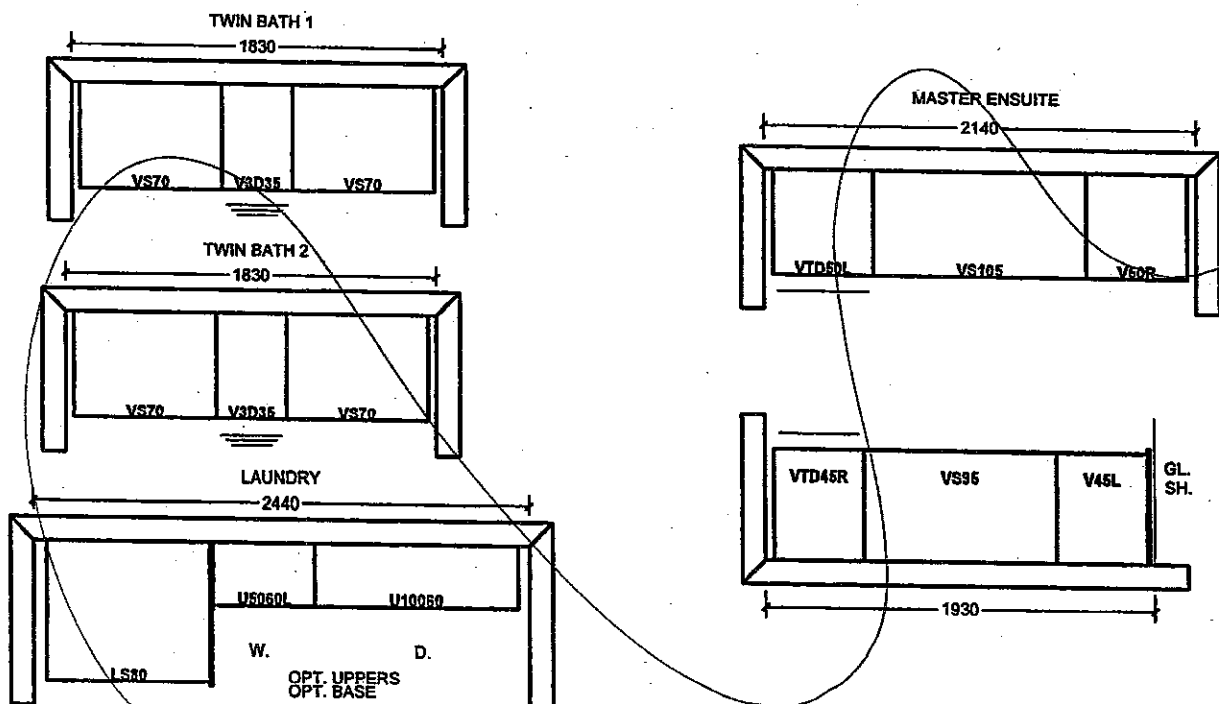 TWIN BATH 1
1830
VS70 V3D35 VS70
TWIN BATH 2
1830
VS70 V3D35 VS70
LAUNDRY
2440
U5060L U10060
W. D.
LS80
OPT. UPPERS
OPT. BASE
MASTER ENSUITE
2140
VTD50L VS105 V50R
VTD45R VS95 V45L
GL.
SH.
1930